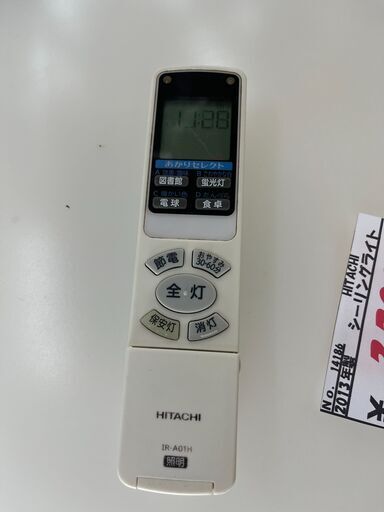 11:28
あかりセレクト
図書館
蛍光灯
電球
食卓
節電
おやすみ
30·60分
全灯
保安灯
消灯
HITACHI
IR-A01H
照明
No. 14186
HITACHI
2013年製
シーリングライト
¥